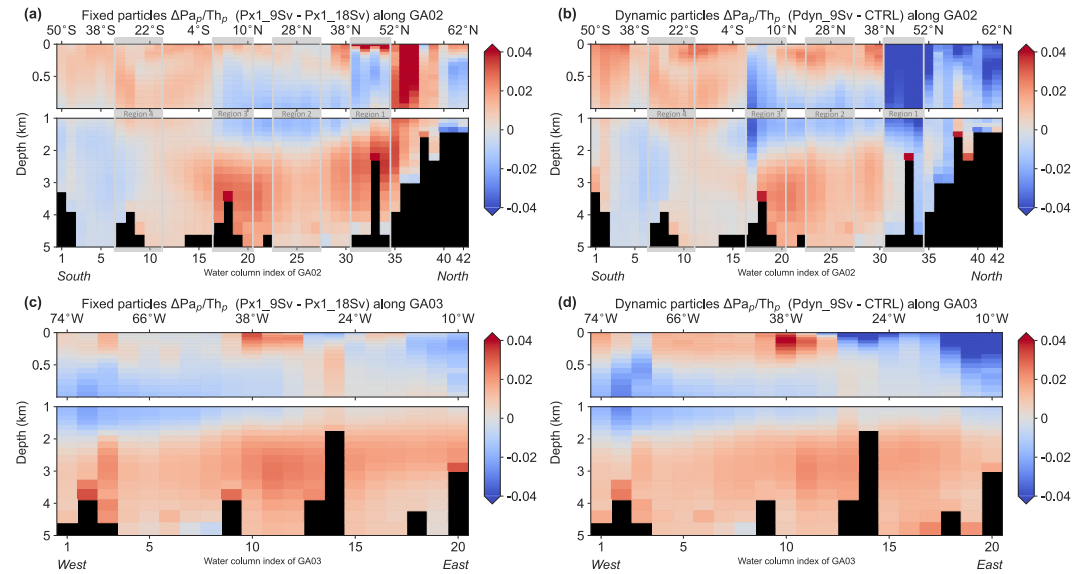 (a) Fixed particles ΔPaₚ/Thₚ (Px1_9Sv - Px1_18Sv) along GA02
50°S 38°S 22°S 4°S 10°N 28°N 38°N 52°N 62°N
0
0.5
1
2
3
4
5
Depth (km)
Region 4 Region 3 Region 2 Region 1
0.04
0.02
0
-0.02
-0.04
1 5 10 15 20 25 30 35 40 42
South Water column index of GA02 North
(b) Dynamic particles ΔPaₚ/Thₚ (Pdyn_9Sv - CTRL) along GA02
50°S 38°S 22°S 4°S 10°N 28°N 38°N 52°N 62°N
0
0.5
1
2
3
4
5
Depth (km)
Region 4 Region 3 Region 2 Region 1
0.04
0.02
0
-0.02
-0.04
1 5 10 15 20 25 30 35 40 42
South Water column index of GA02 North
(c) Fixed particles ΔPaₚ/Thₚ (Px1_9Sv - Px1_18Sv) along GA03
74°W 66°W 38°W 24°W 10°W
0
0.5
1
2
3
4
5
Depth (km)
0.04
0.02
0
-0.02
-0.04
1 5 10 15 20
West Water column index of GA03 East
(d) Dynamic particles ΔPaₚ/Thₚ (Pdyn_9Sv - CTRL) along GA03
74°W 66°W 38°W 24°W 10°W
0
0.5
1
2
3
4
5
Depth (km)
0.04
0.02
0
-0.02
-0.04
1 5 10 15 20
West Water column index of GA03 East